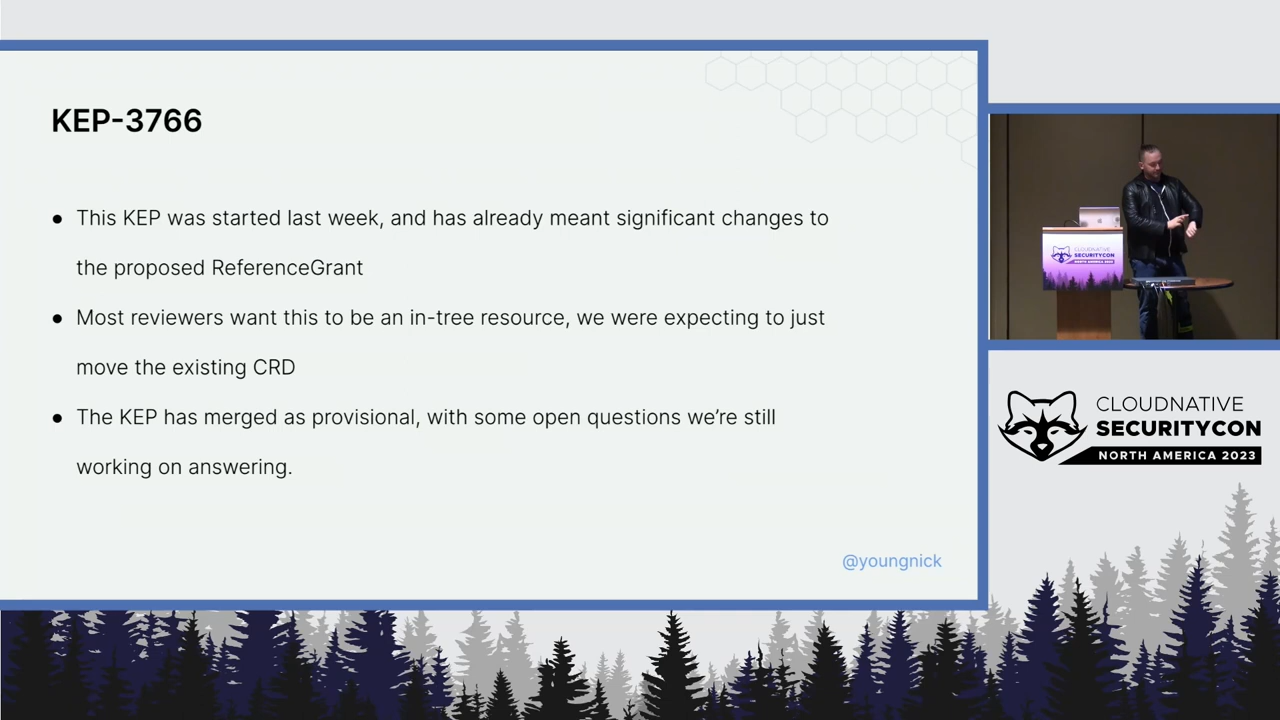 KEP-3766
● This KEP was started last week, and has already meant significant changes to
the proposed ReferenceGrant
● Most reviewers want this to be an in-tree resource, we were expecting to just
move the existing CRD
● The KEP has merged as provisional, with some open questions we’re still
working on answering.
@youngnick
CLOUDNATIVE
SECURITYCON
CLOUDNATIVE
SECURITYCON
NORTH AMERICA 2023